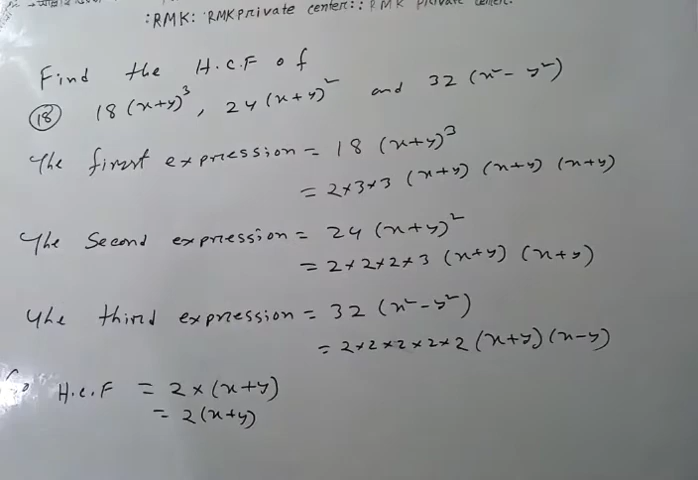 :RMK: RMK private center:: RMK private center:
Find the H.C.F of
(18) 18 (x+y)³, 24 (x+y)² and 32 (x²-y²)
The first expression = 18 (x+y)³
= 2×3×3 (x+y) (x+y) (x+y)
The Second expression = 24 (x+y)²
= 2×2×2×3 (x+y) (x+y)
The third expression = 32 (x²-y²)
= 2×2×2×2×2 (x+y) (x-y)
So H.C.F = 2×(x+y)
= 2(x+y)